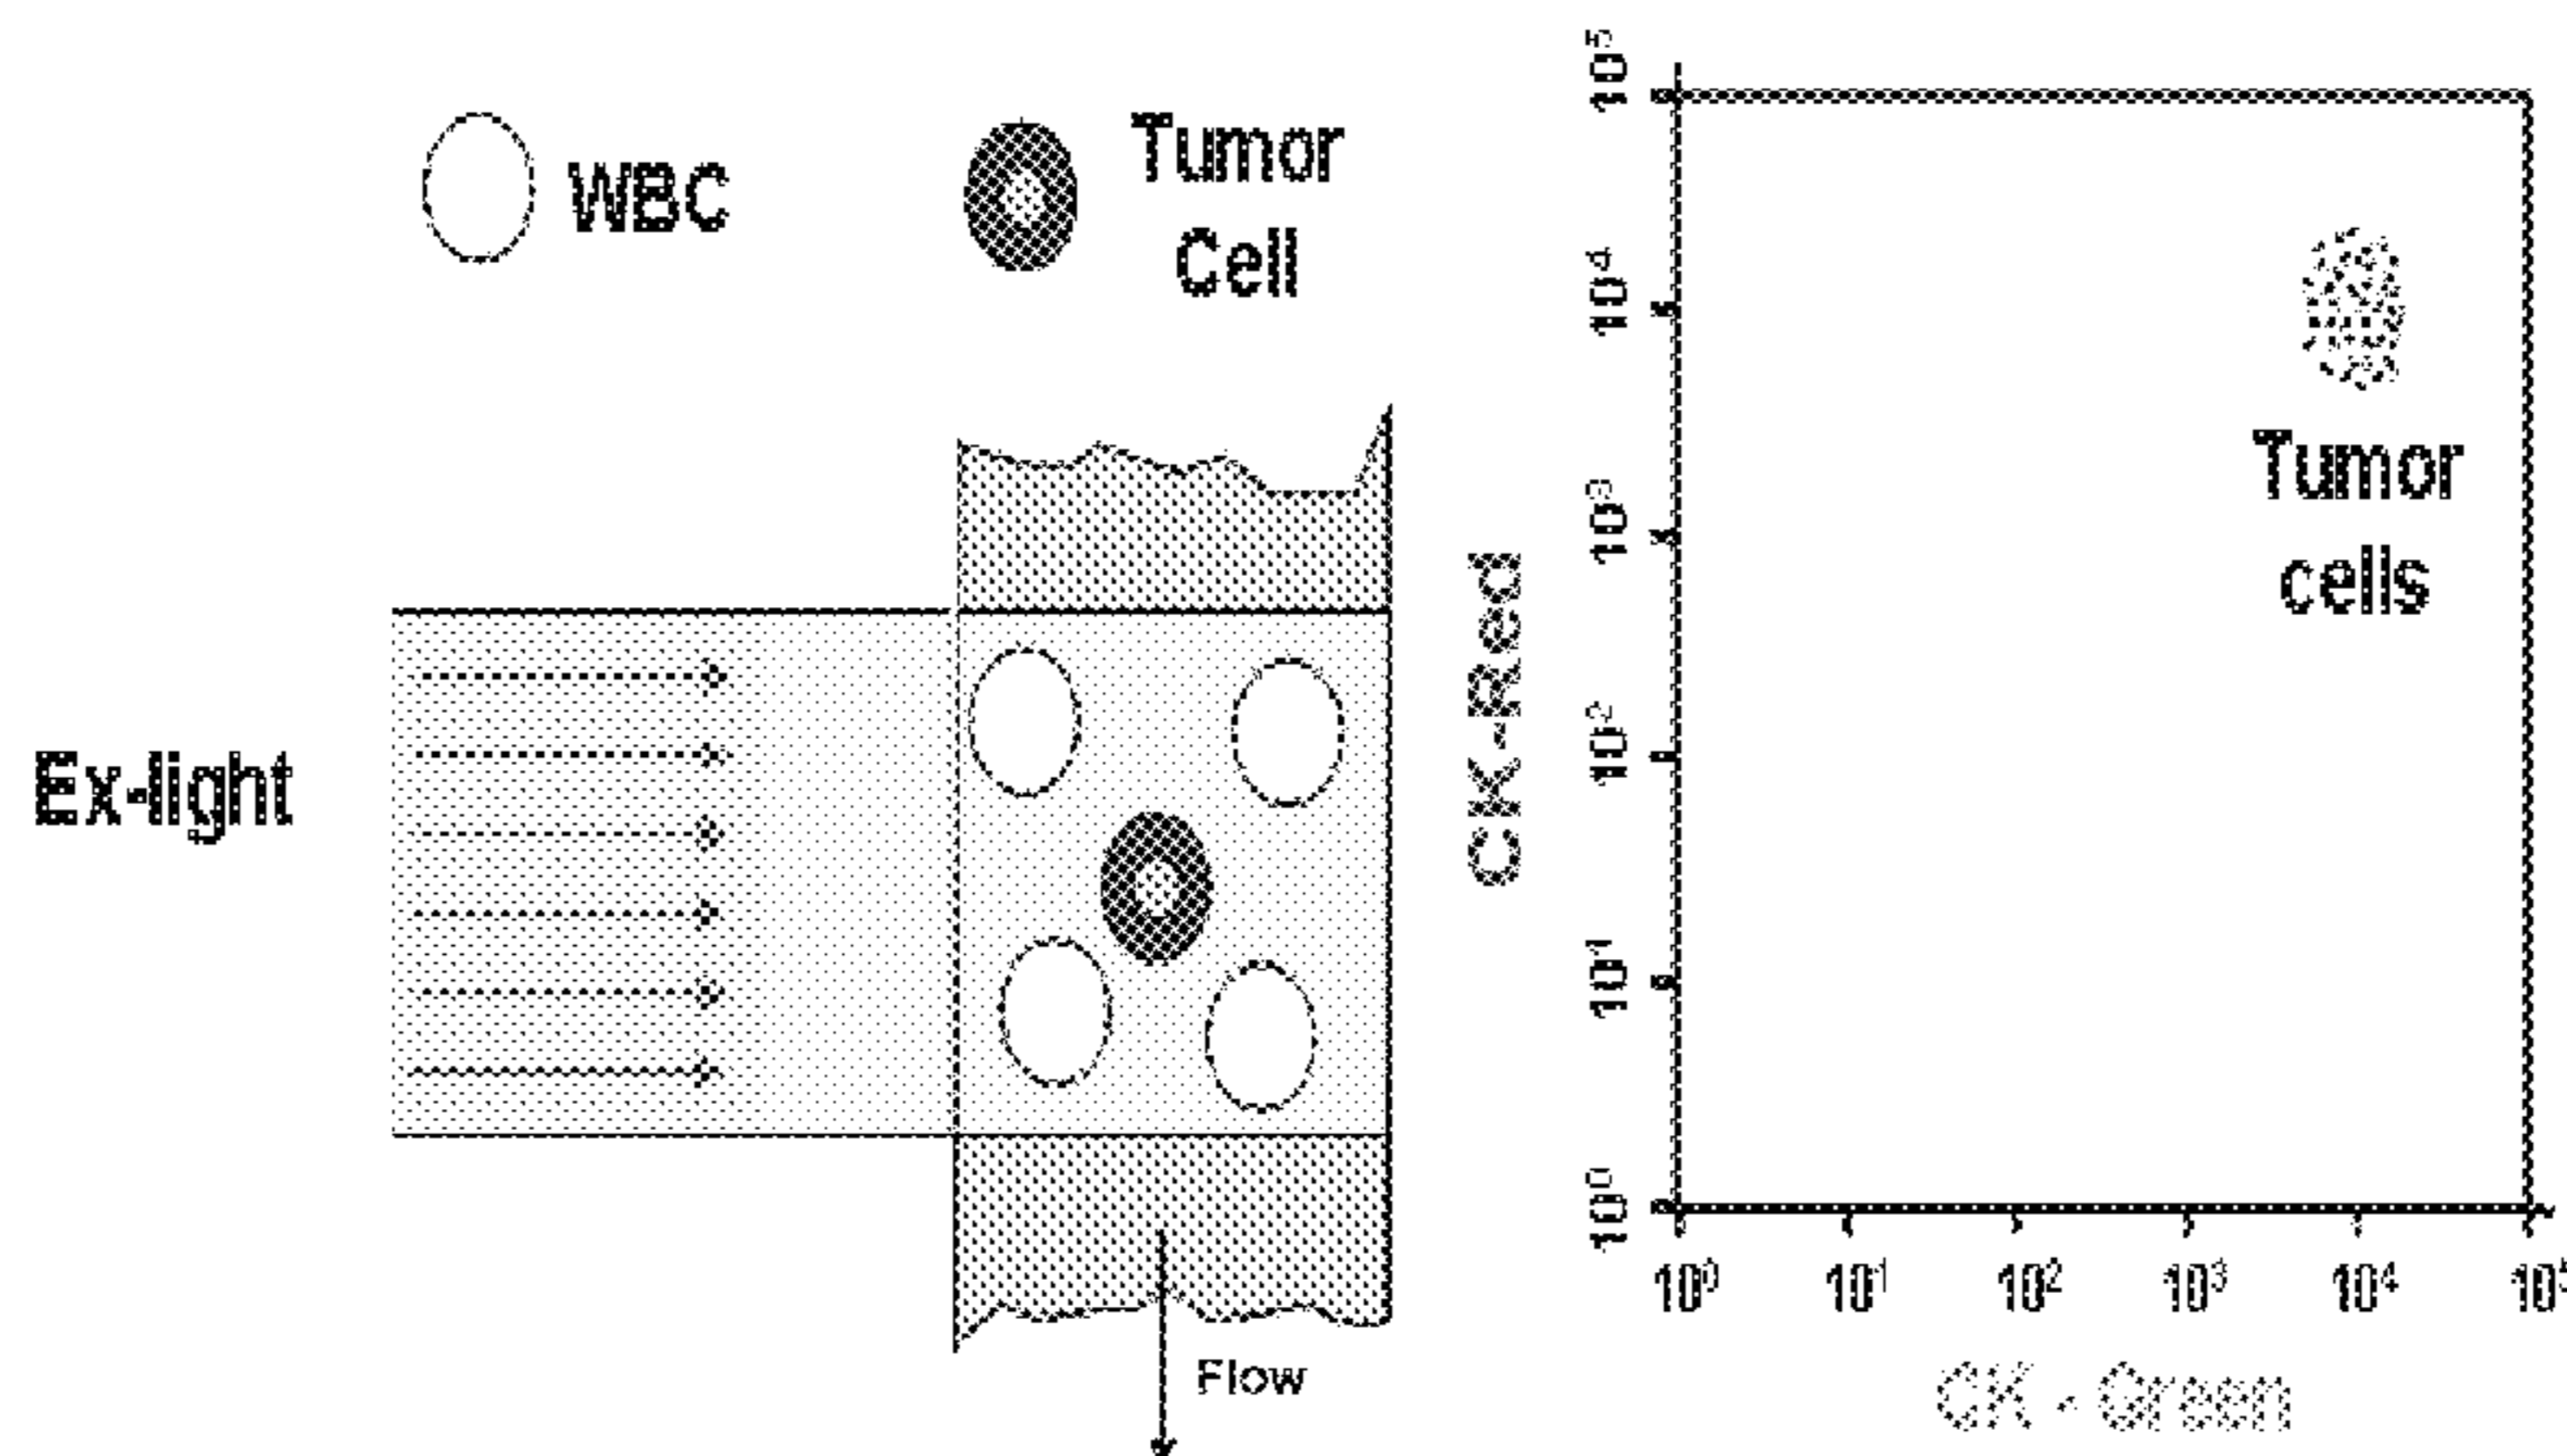 WBC
Tumor
Cell
Ex-light
Flow
CK-Red
10⁵
10⁴
10³
10²
10¹
10⁰
Tumor
cells
10⁰ 10¹ 10² 10³ 10⁴ 10⁵
CK - Green